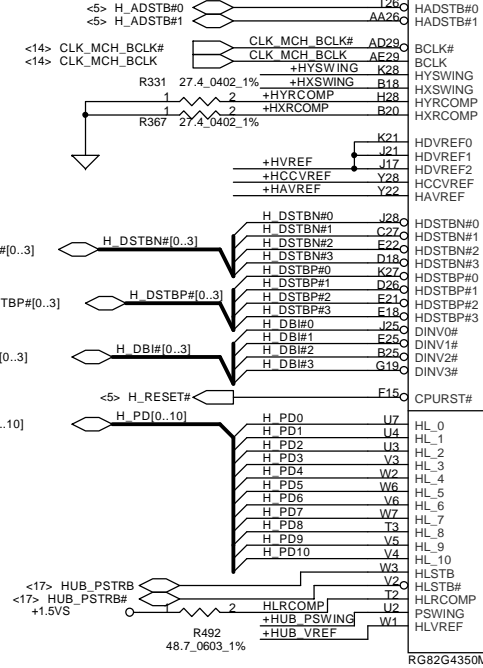 <5> H_ADSTB#0 T26 HADSTB#0
<5> H_ADSTB#1 AA26 HADSTB#1
<14> CLK_MCH_BCLK# CLK_MCH_BCLK# AD29 BCLK#
<14> CLK_MCH_BCLK CLK_MCH_BCLK AE29 BCLK
+HYSWING K28 HYSWING
R331 27.4_0402_1% +HXSWING B18 HXSWING
1 2 +HYRCOMP H28 HYRCOMP
1 2 +HXRCOMP B20 HXRCOMP
R367 27.4_0402_1%
K21 HDVREF0
J21 HDVREF1
+HVREF J17 HDVREF2
+HCCVREF Y28 HCCVREF
+HAVREF Y22 HAVREF
H_DSTBN#0 J28 HDSTBN#0
H_DSTBN#1 C27 HDSTBN#1
#[0..3] H_DSTBN#[0..3] H_DSTBN#2 E22 HDSTBN#2
H_DSTBN#3 D18 HDSTBN#3
H_DSTBP#0 K27 HDSTBP#0
H_DSTBP#1 D26 HDSTBP#1
TBP#[0..3] H_DSTBP#[0..3] H_DSTBP#2 E21 HDSTBP#2
H_DSTBP#3 E18 HDSTBP#3
H_DBI#0 J25 DINV0#
H_DBI#1 E25 DINV1#
[0..3] H_DBI#[0..3] H_DBI#2 B25 DINV2#
H_DBI#3 G19 DINV3#
<5> H_RESET# F15 CPURST#
..10] H_PD[0..10] H_PD0 U7 HL_0
H_PD1 U4 HL_1
H_PD2 U3 HL_2
H_PD3 V3 HL_3
H_PD4 W2 HL_4
H_PD5 W6 HL_5
H_PD6 V6 HL_6
H_PD7 W7 HL_7
H_PD8 T3 HL_8
H_PD9 V5 HL_9
H_PD10 V4 HL_10
<17> HUB_PSTRB W3 HLSTB
<17> HUB_PSTRB# V2 HLSTB#
+1.5VS 1 2 HLRCOMP T2 HLRCOMP
+HUB_PSWING U2 PSWING
R492 +HUB_VREF W1 HLVREF
48.7_0603_1%
RG82G4350M